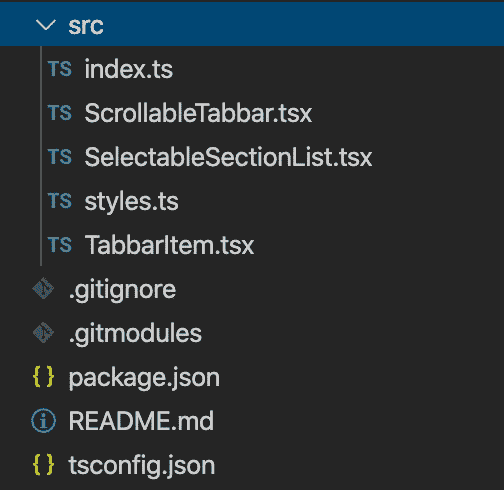 src
TS index.ts
TS ScrollableTabbar.tsx
TS SelectableSectionList.tsx
TS styles.ts
TS TabbarItem.tsx
.gitignore
.gitmodules
{} package.json
README.md
{} tsconfig.json